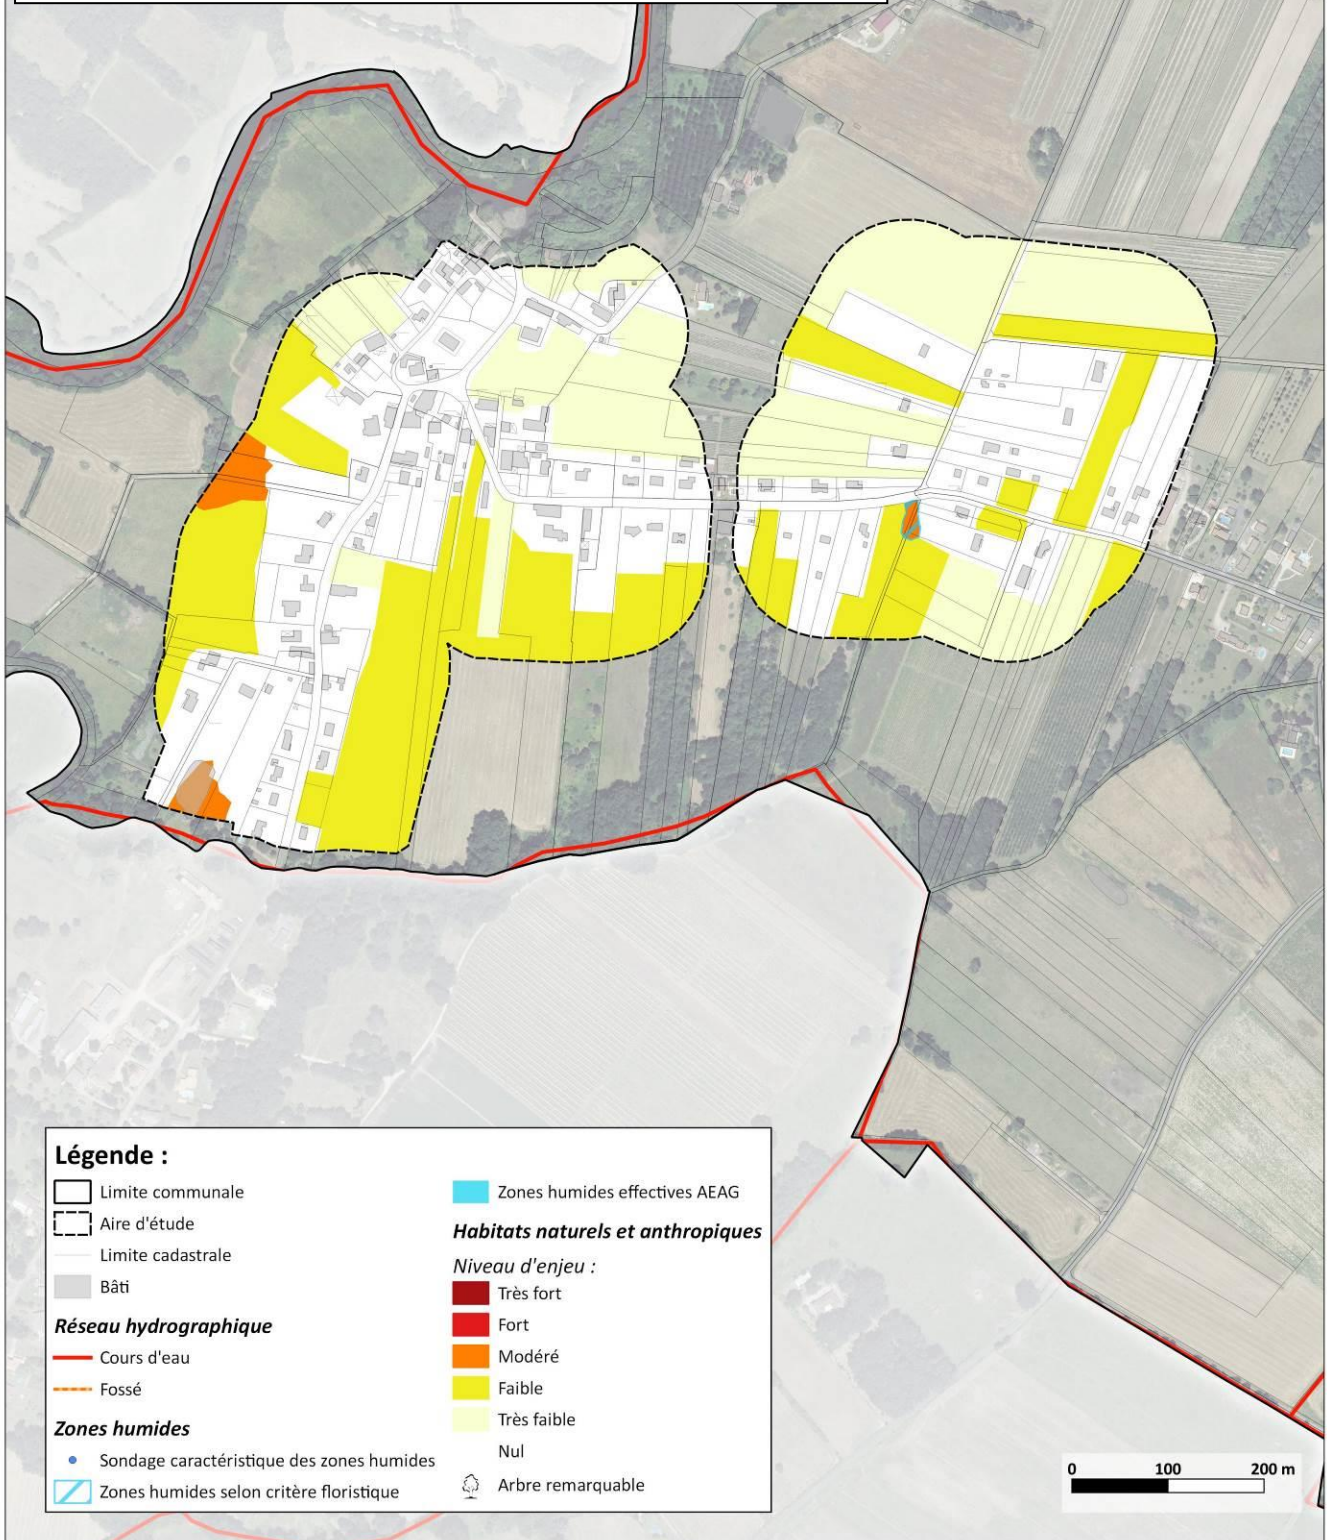 Légende :
Limite communale
Aire d'étude
Limite cadastrale
Bâti
Réseau hydrographique
Cours d'eau
Fossé
Zones humides
Sondage caractéristique des zones humides
Zones humides selon critère floristique
Zones humides effectives AEAG
Habitats naturels et anthropiques
Niveau d'enjeu :
Très fort
Fort
Modéré
Faible
Très faible
Nul
Arbre remarquable
0 100 200 m